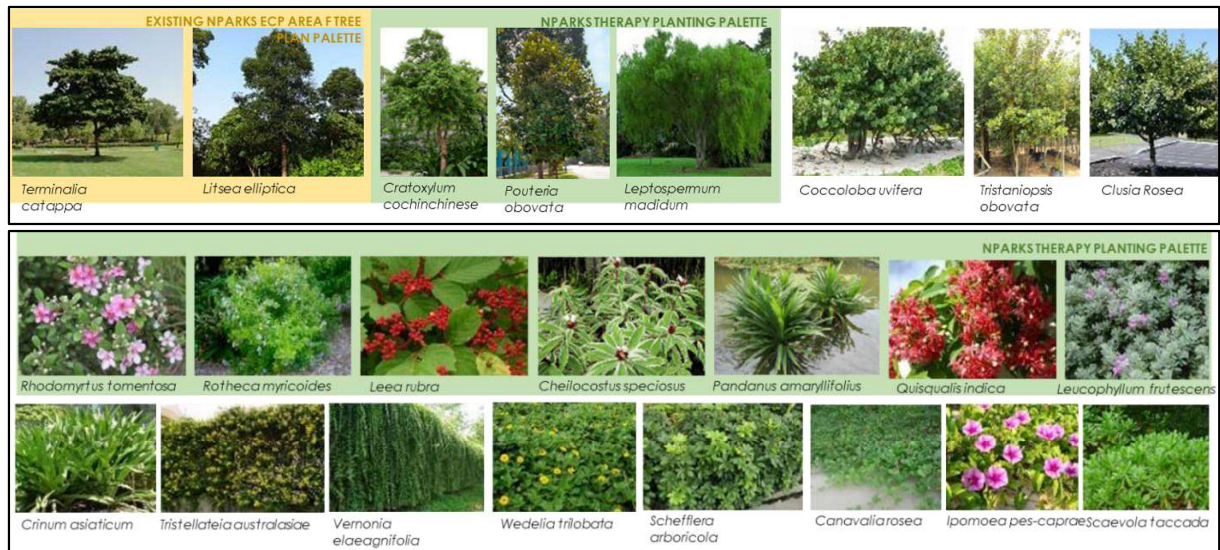 EXISTING NPARKS ECP AREA F TREE
PLAN PALETTE
NPARKS THERAPY PLANTING PALETTE
Terminalia
catappa
Litsea elliptica
Cratoxylum
cochinchinese
Pouteria
obovata
Leptospermum
madidum
Coccoloba uvifera
Tristaniopsis
obovata
Clusia Rosea
NPARKS THERAPY PLANTING PALETTE
Rhodomyrtus tomentosa
Rotheca myricoides
Leea rubra
Cheilocostus speciosus
Pandanus amaryllifolius
Quisqualis indica
Leucophyllum frutescens
Crinum asiaticum
Tristellateia australasiae
Vernonia
elaeagnifolia
Wedelia trilobata
Schefflera
arboricola
Canavalia rosea
Ipomoea pes-caprae
Scaevola taccada